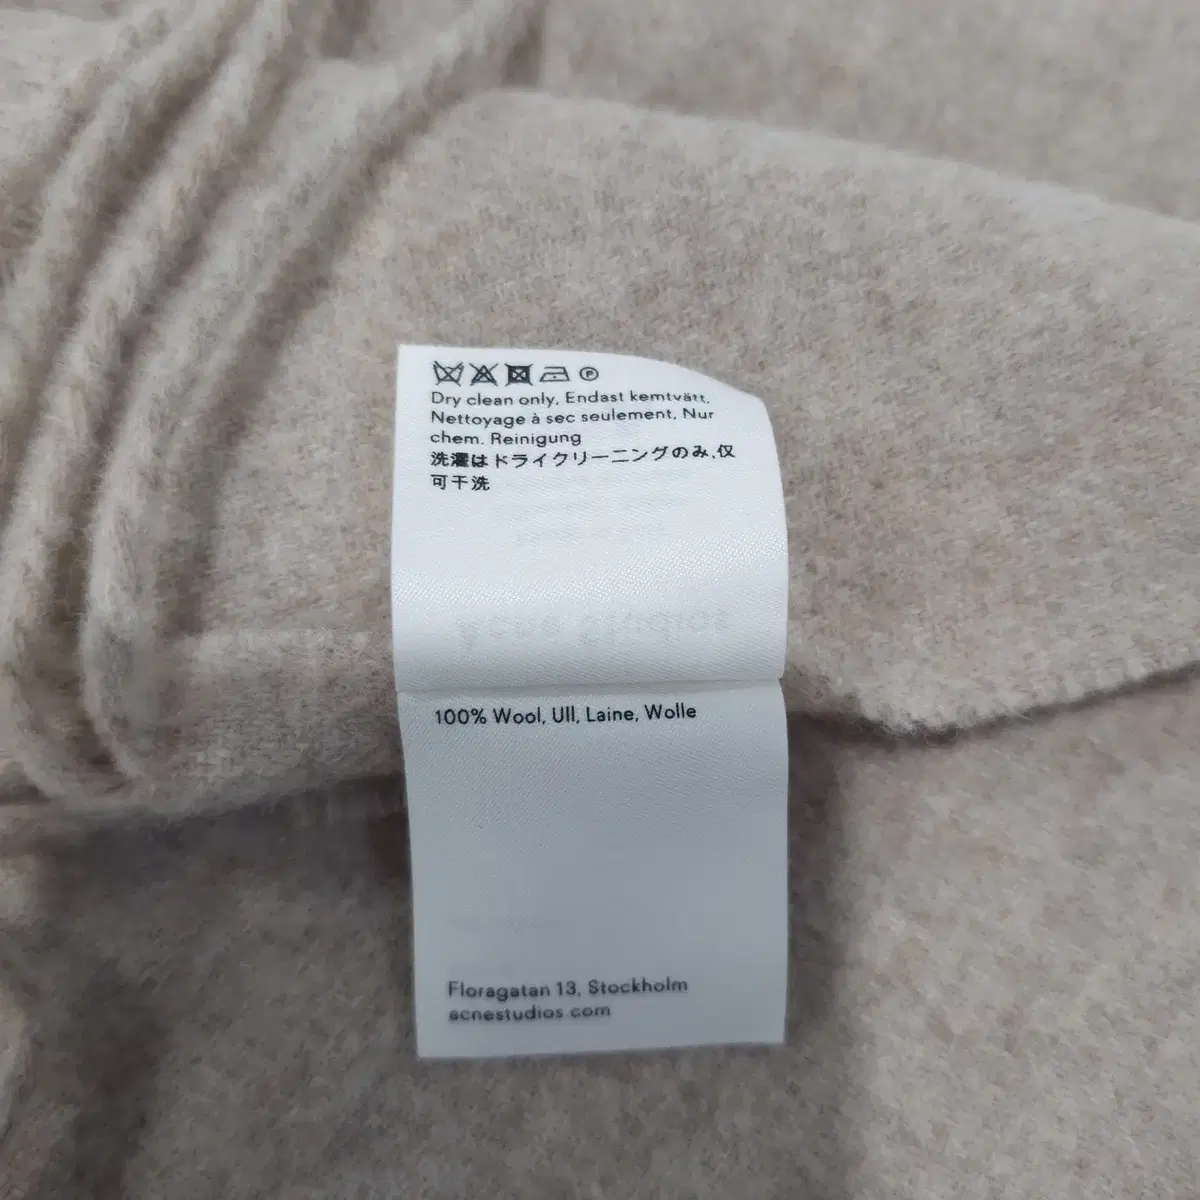 Dry clean only, Endast kemtvätt,
Nettoyage à sec seulement, Nur
chem. Reinigung
洗濯はドライクリーニングのみ,仅
可干洗
acne studios
100% Wool, Ull, Laine, Wolle
Floragatan 13, Stockholm
acnestudios.com